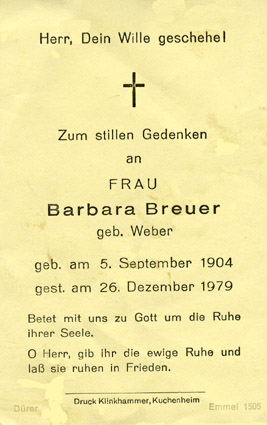 Herr, Dein Wille geschehe!
Zum stillen Gedenken
an
FRAU
Barbara Breuer
geb. Weber
geb. am 5. September 1904
gest. am 26. Dezember 1979
Betet mit uns zu Gott um die Ruhe
ihrer Seele.
O Herr, gib ihr die ewige Ruhe und
laß sie ruhen in Frieden.
Druck Klinkhammer, Kuchenheim
Dürer Emmel 1505